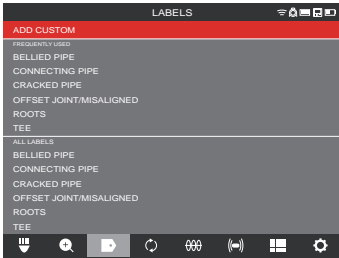 LABELS
ADD CUSTOM
FREQUENTLY USED
BELLIED PIPE
CONNECTING PIPE
CRACKED PIPE
OFFSET JOINT/MISALIGNED
ROOTS
TEE
ALL LABELS
BELLIED PIPE
CONNECTING PIPE
CRACKED PIPE
OFFSET JOINT/MISALIGNED
ROOTS
TEE